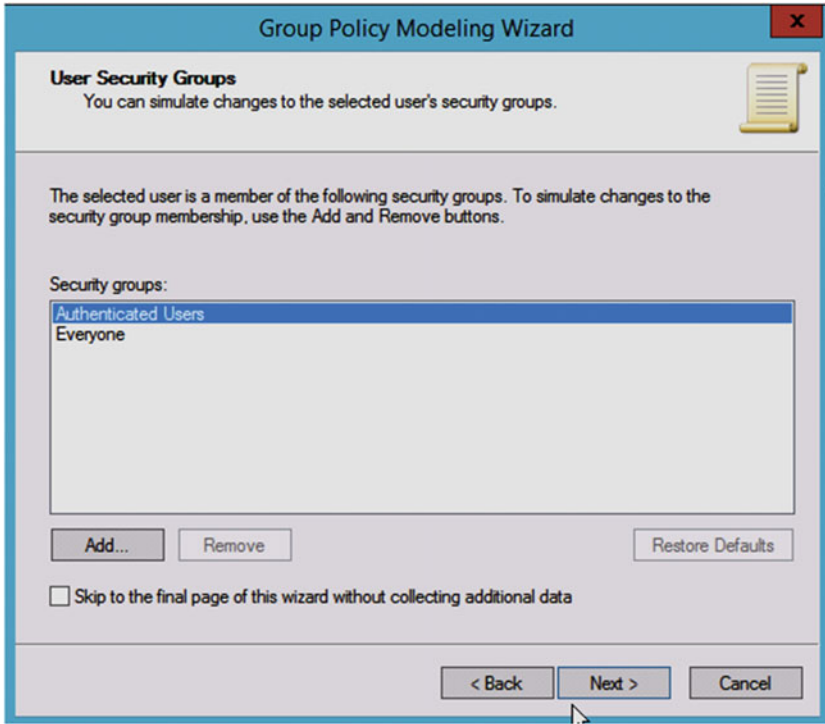 Group Policy Modeling Wizard
x
User Security Groups
You can simulate changes to the selected user's security groups.
The selected user is a member of the following security groups. To simulate changes to the
security group membership, use the Add and Remove buttons.
Security groups:
Authenticated Users
Everyone
Add...
Remove
Restore Defaults
Skip to the final page of this wizard without collecting additional data
< Back
Next >
Cancel